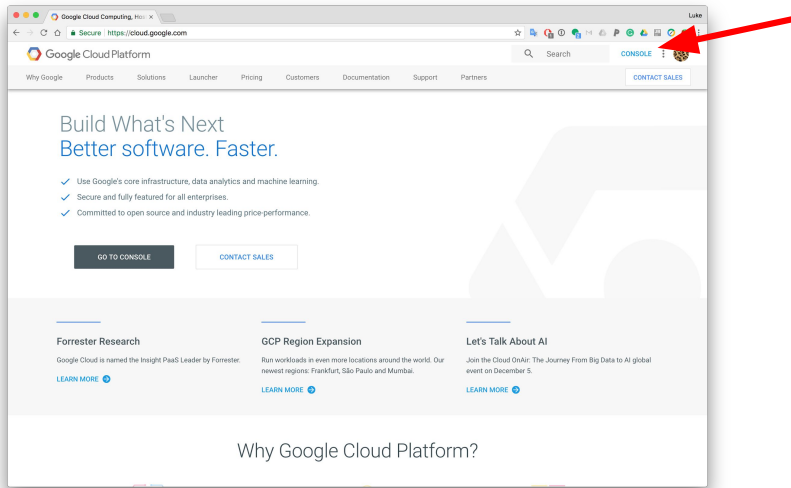 Google Cloud Computing, Hos
Luke
Secure https://cloud.google.com
Google Cloud Platform
Search
CONSOLE
Why Google Products Solutions Launcher Pricing Customers Documentation Support Partners
CONTACT SALES
Build What's Next
Better software. Faster.
Use Google's core infrastructure, data analytics and machine learning.
Secure and fully featured for all enterprises.
Committed to open source and industry leading price-performance.
GO TO CONSOLE CONTACT SALES
Forrester Research
Google Cloud is named the Insight PaaS Leader by Forrester.
LEARN MORE
GCP Region Expansion
Run workloads in even more locations around the world. Our
newest regions: Frankfurt, São Paulo and Mumbai.
LEARN MORE
Let's Talk About AI
Join the Cloud OnAir: The Journey From Big Data to AI global
event on December 5.
LEARN MORE
Why Google Cloud Platform?